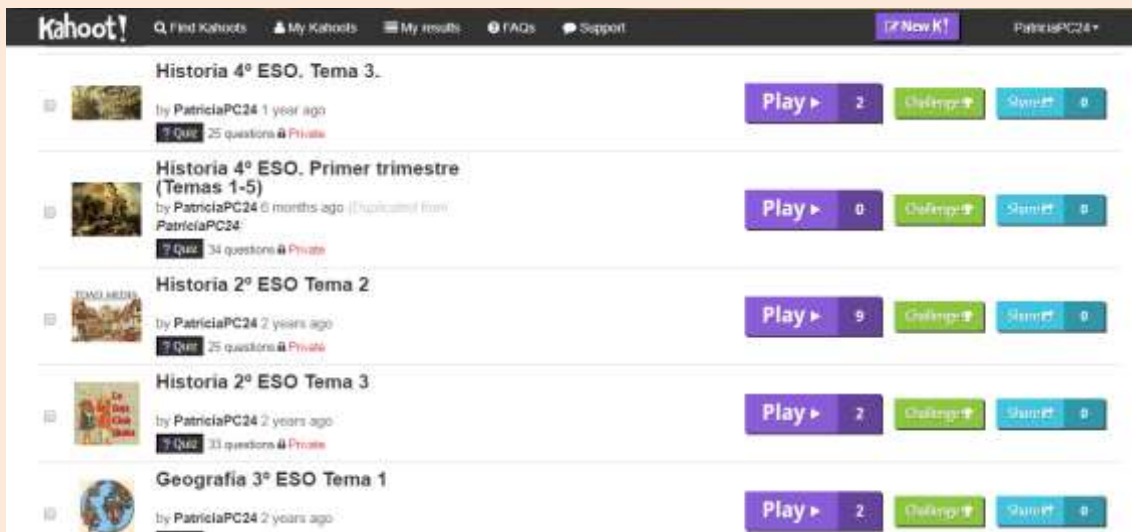 Kahoot! Find Kahoots My Kahoots My results FAQs Support New K! PatriciaPC24
Historia 4º ESO. Tema 3.
by PatriciaPC24 1 year ago
? Quiz 25 questions Private
Play 2 Challenge Share 0
Historia 4º ESO. Primer trimestre
(Temas 1-5)
by PatriciaPC24 6 months ago (Duplicated from
PatriciaPC24
? Quiz 34 questions Private
Play 0 Challenge Share 0
Historia 2º ESO Tema 2
by PatriciaPC24 2 years ago
? Quiz 25 questions Private
Play 9 Challenge Share 0
Historia 2º ESO Tema 3
by PatriciaPC24 2 years ago
? Quiz 33 questions Private
Play 2 Challenge Share 0
Geografía 3º ESO Tema 1
by PatriciaPC24 2 years ago
Play 2 Challenge Share 0